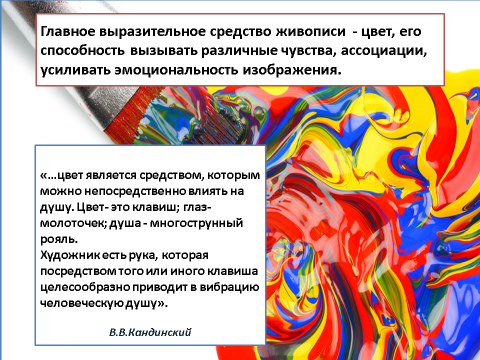 Главное выразительное средство живописи - цвет, его
способность вызывать различные чувства, ассоциации,
усиливать эмоциональность изображения.
«…цвет является средством, которым
можно непосредственно влиять на
душу. Цвет- это клавиш; глаз-
молоточек; душа - многострунный
рояль.
Художник есть рука, которая
посредством того или иного клавиша
целесообразно приводит в вибрацию
человеческую душу».
В.В.Кандинский